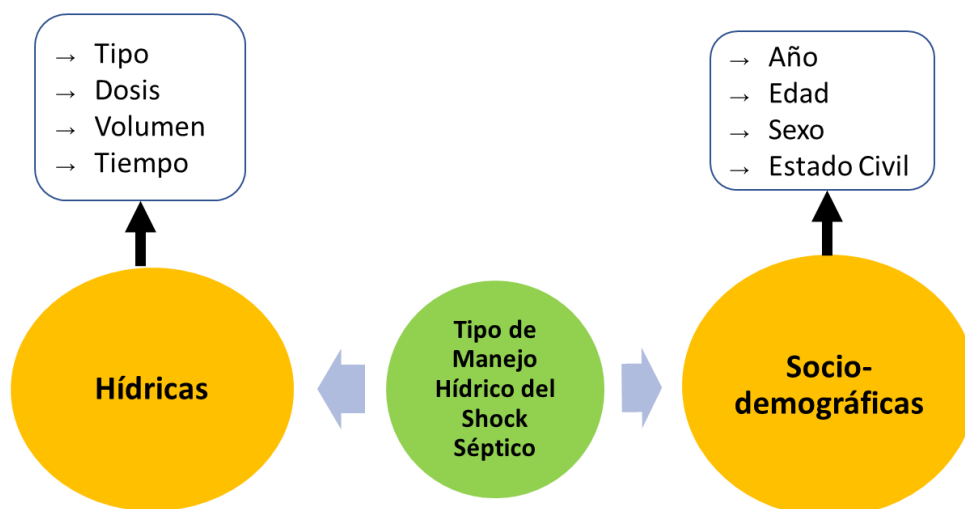 → Tipo
→ Dosis
→ Volumen
→ Tiempo
→ Año
→ Edad
→ Sexo
→ Estado Civil
Hídricas
Tipo de
Manejo
Hídrico del
Shock
Séptico
Socio-
demográficas